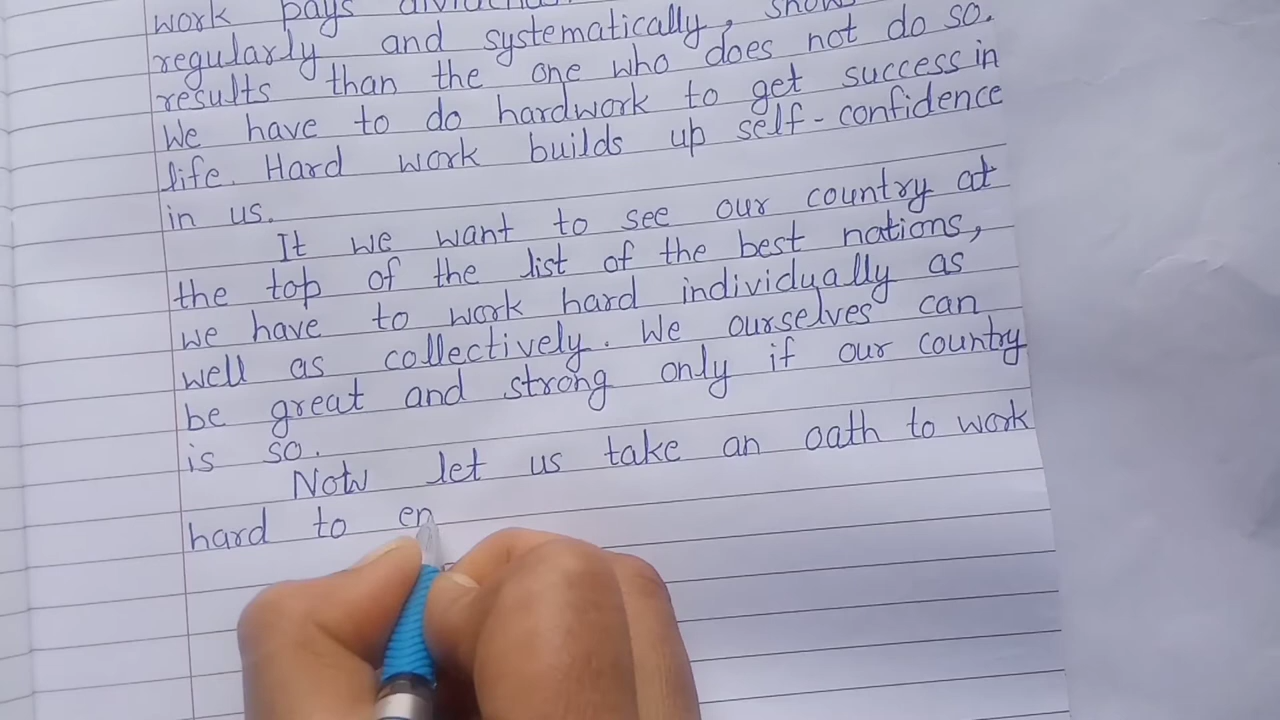 work pays
regularly and systematically, shows
results than the one who does not do so.
We have to do hardwork to get success in
life. Hard work builds up self-confidence
in us.
It we want to see our country at
the top of the list of the best nations,
we have to work hard individually as
well as collectively. We ourselves can
be great and strong only if our country
is so.
Now let us take an oath to work
hard to en